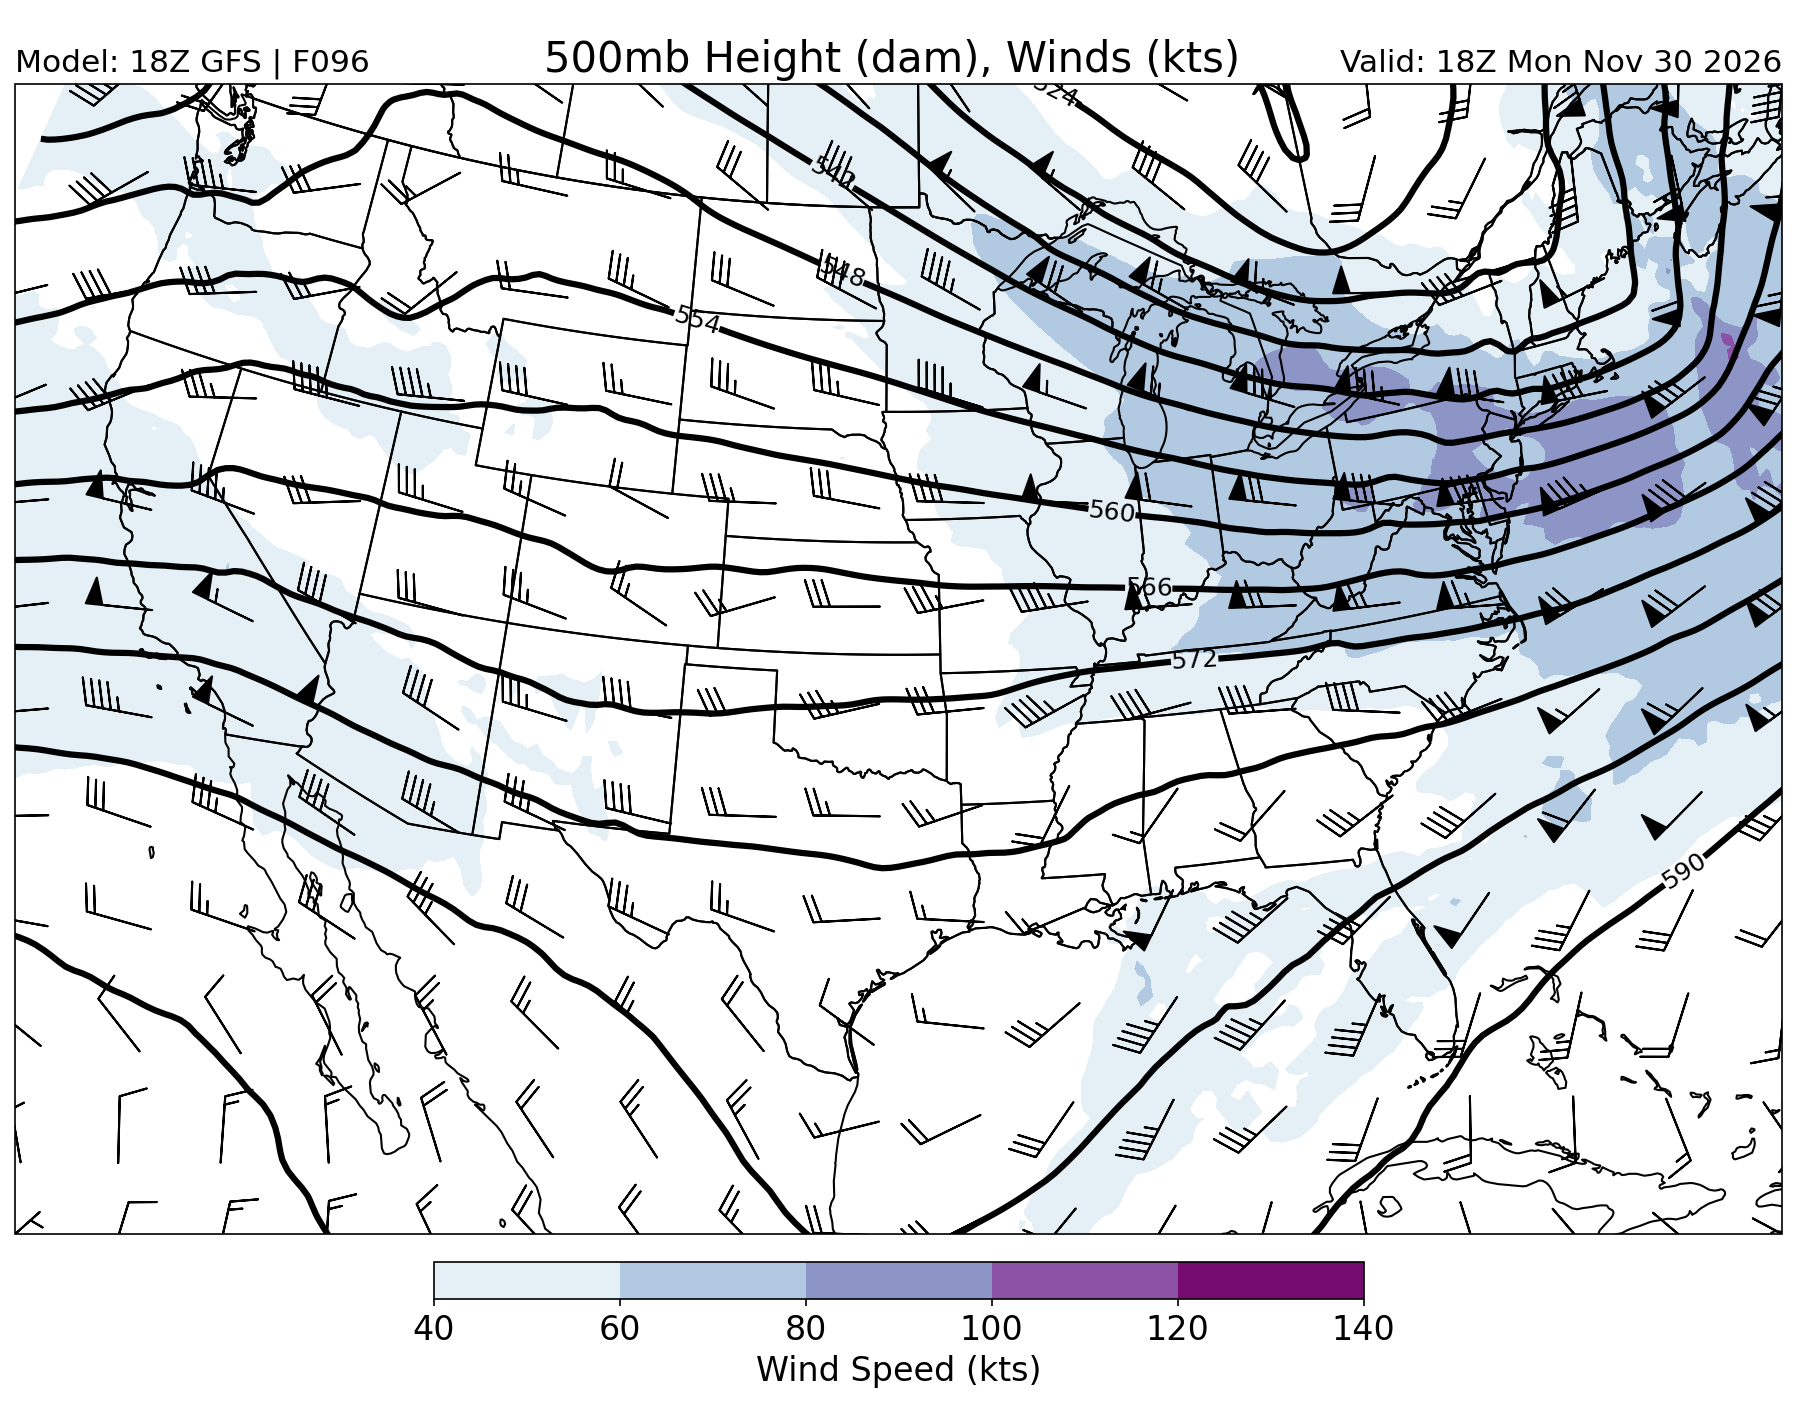 Model: 18Z GFS | F096
500mb Height (dam), Winds (kts)
Valid: 18Z Mon Nov 30 2026
524
542
548
554
560
566
572
590
40 60 80 100 120 140
Wind Speed (kts)